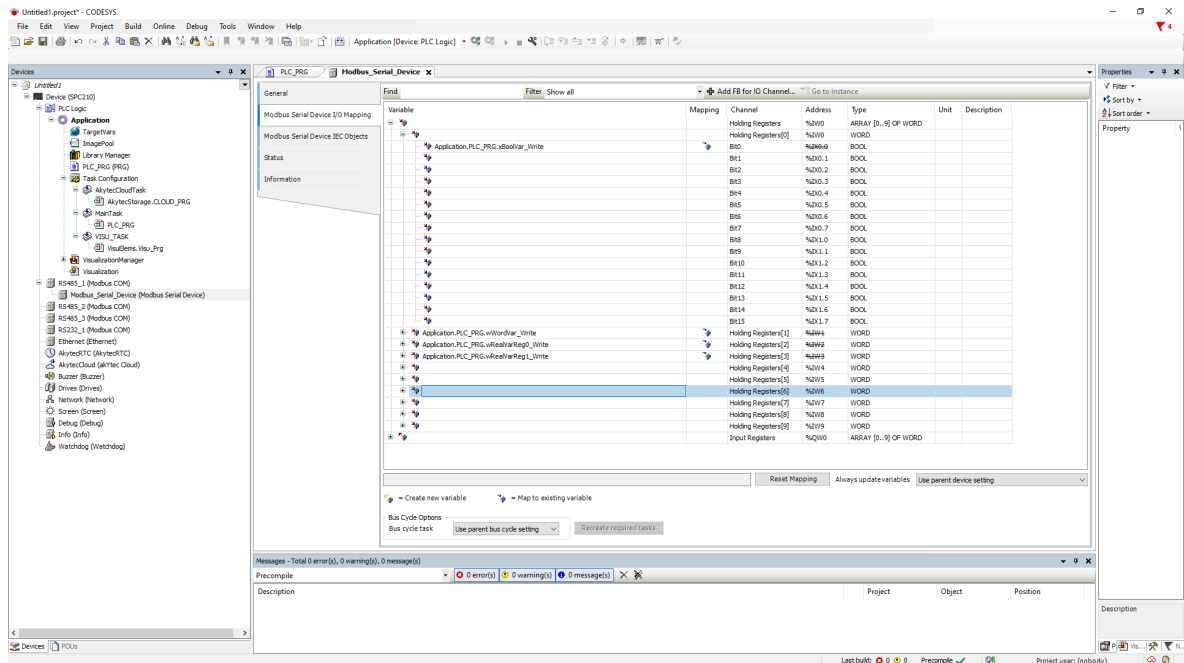 Untitled1.project* - CODESYS
File Edit View Project Build Online Debug Tools Window Help
4
Application [Device: PLC Logic]
Devices
Untitled1
Device (SPC210)
PLC Logic
Application
TargetVars
ImagePool
Library Manager
PLC_PRG (PRG)
Task Configuration
AkytecCloudTask
AkytecStorage.CLOUD_PRG
MainTask
PLC_PRG
VISU_TASK
VisuElems.Visu_Prg
VisualizationManager
Visualization
RS485_1 (Modbus COM)
Modbus_Serial_Device (Modbus Serial Device)
RS485_2 (Modbus COM)
RS485_3 (Modbus COM)
RS232_1 (Modbus COM)
Ethernet (Ethernet)
AkytecRTC (AkytecRTC)
AkytecCloud (akYtec Cloud)
Buzzer (Buzzer)
Drives (Drives)
Network (Network)
Screen (Screen)
Debug (Debug)
Info (Info)
Watchdog (Watchdog)
Devices POUs
PLC_PRG Modbus_Serial_Device
General
Modbus Serial Device I/O Mapping
Modbus Serial Device IEC Objects
Status
Information
Find Filter Show all Add FB for IO Channel... Go to Instance
Variable Mapping Channel Address Type Unit Description
Holding Registers %IW0 ARRAY [0..9] OF WORD
Holding Registers[0] %IW0 WORD
Application.PLC_PRG.xBoolVar_Write Bit0 %IX0.0 BOOL
Bit1 %IX0.1 BOOL
Bit2 %IX0.2 BOOL
Bit3 %IX0.3 BOOL
Bit4 %IX0.4 BOOL
Bit5 %IX0.5 BOOL
Bit6 %IX0.6 BOOL
Bit7 %IX0.7 BOOL
Bit8 %IX1.0 BOOL
Bit9 %IX1.1 BOOL
Bit10 %IX1.2 BOOL
Bit11 %IX1.3 BOOL
Bit12 %IX1.4 BOOL
Bit13 %IX1.5 BOOL
Bit14 %IX1.6 BOOL
Bit15 %IX1.7 BOOL
Application.PLC_PRG.wWordVar_Write Holding Registers[1] %IW1 WORD
Application.PLC_PRG.wRealVarReg0_Write Holding Registers[2] %IW2 WORD
Application.PLC_PRG.wRealVarReg1_Write Holding Registers[3] %IW3 WORD
Holding Registers[4] %IW4 WORD
Holding Registers[5] %IW5 WORD
Holding Registers[6] %IW6 WORD
Holding Registers[7] %IW7 WORD
Holding Registers[8] %IW8 WORD
Holding Registers[9] %IW9 WORD
Input Registers %QW0 ARRAY [0..9] OF WORD
Reset Mapping Always update variables Use parent device setting
= Create new variable = Map to existing variable
Bus Cycle Options
Bus cycle task Use parent bus cycle setting Recreate required tasks
Messages - Total 0 error(s), 0 warning(s), 0 message(s)
Precompile 0 error(s) 0 warning(s) 0 message(s)
Description Project Object Position
Properties
Filter
Sort by
Sort order
Property
Description
P... Vis... N...
Last build: 0 0 Precompile Project user: (nobody)